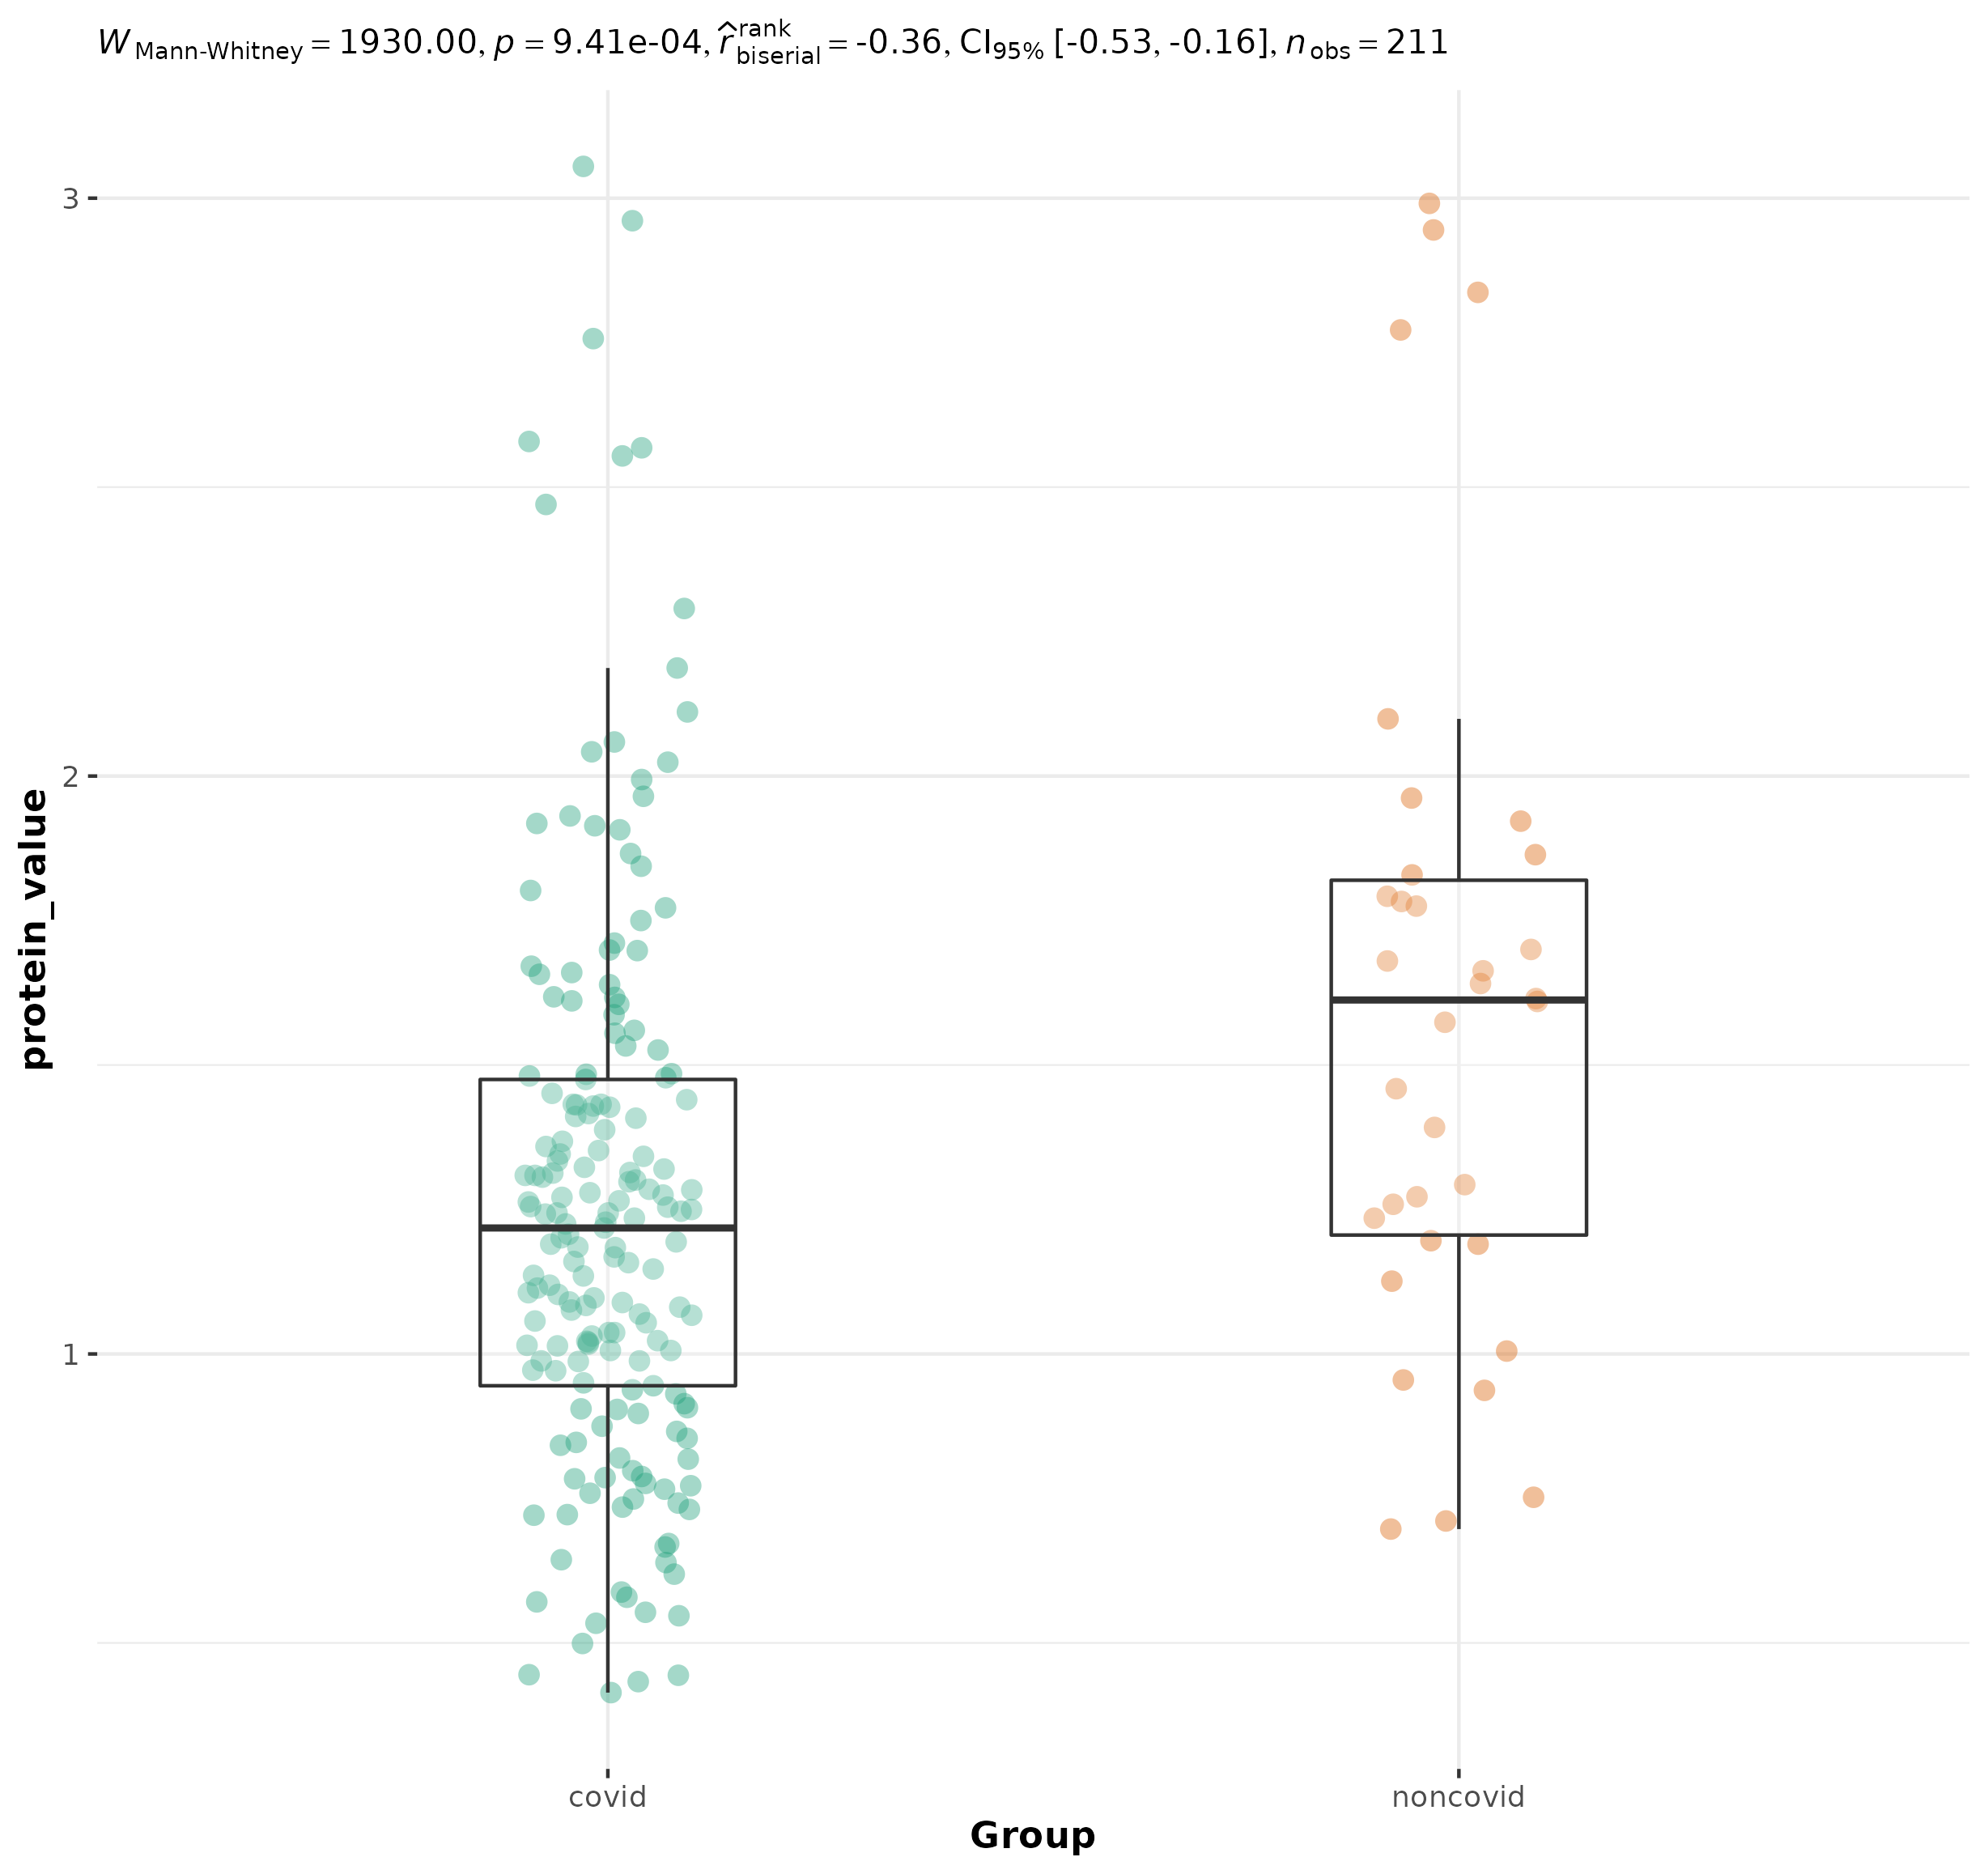 W Mann-Whitney = 1930.00, p = 9.41e-04, r̂ rank biserial = -0.36, CI95% [-0.53, -0.16], n obs = 211
3
2
1
protein_value
covid noncovid
Group